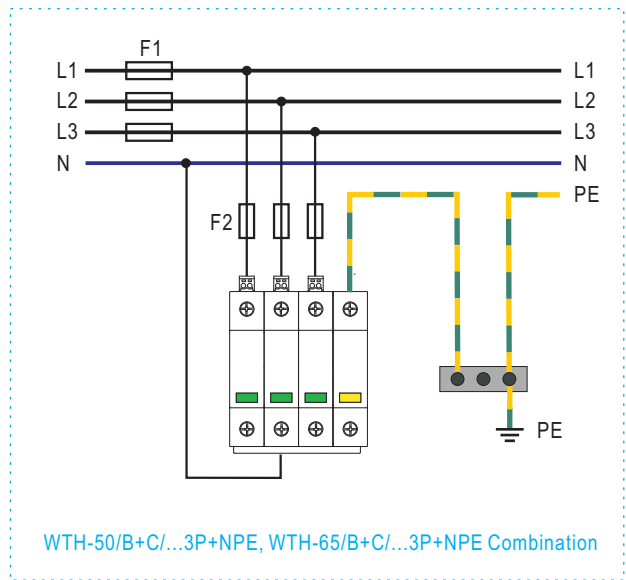 F1
L1 L1
L2 L2
L3 L3
N N
PE
F2
PE
WTH-50/B+C/...3P+NPE, WTH-65/B+C/...3P+NPE Combination